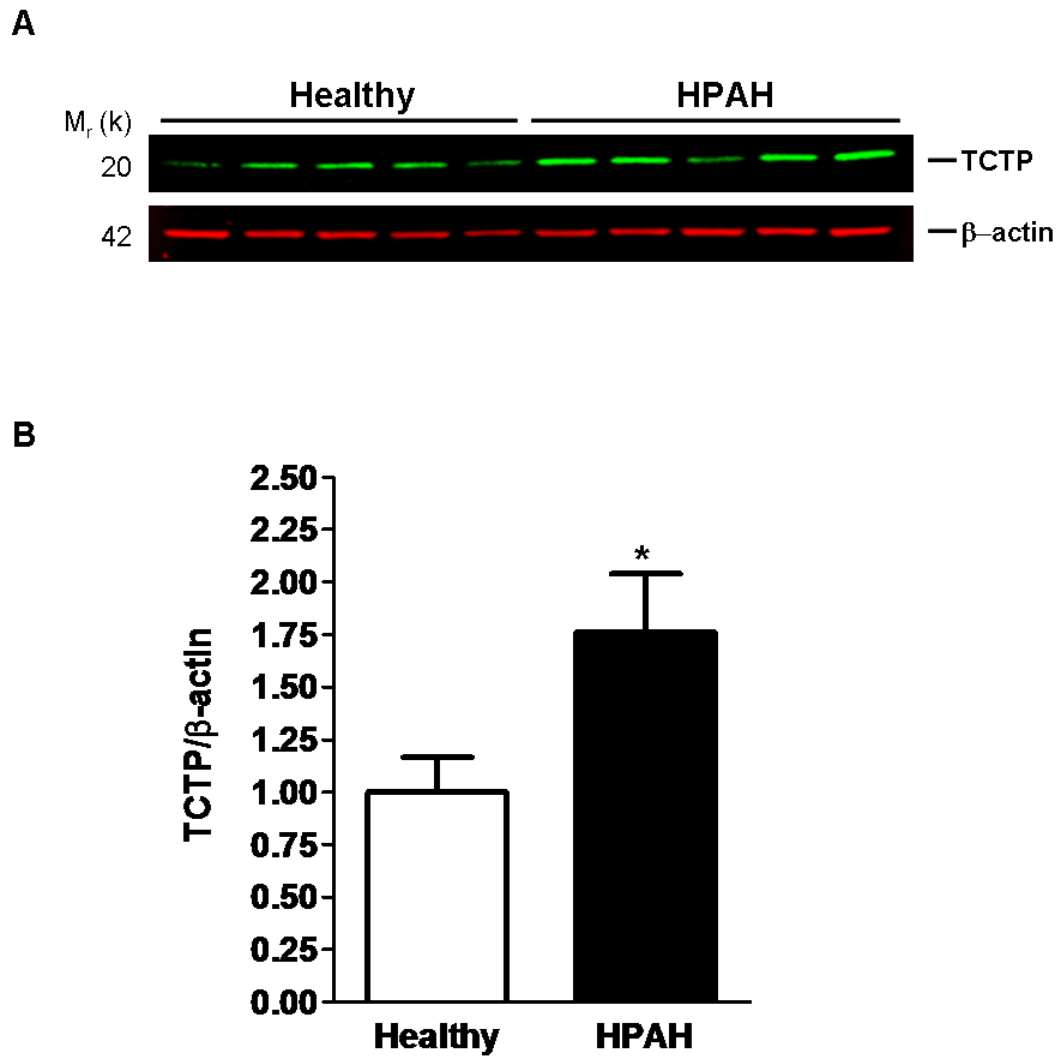 A
Healthy HPAH
Mr (k)
20 TCTP
42 β–actin
B
2.50
2.25
*
2.00
1.75
1.50
1.25
1.00
0.75
0.50
0.25
0.00
TCTP/β-actin
Healthy HPAH